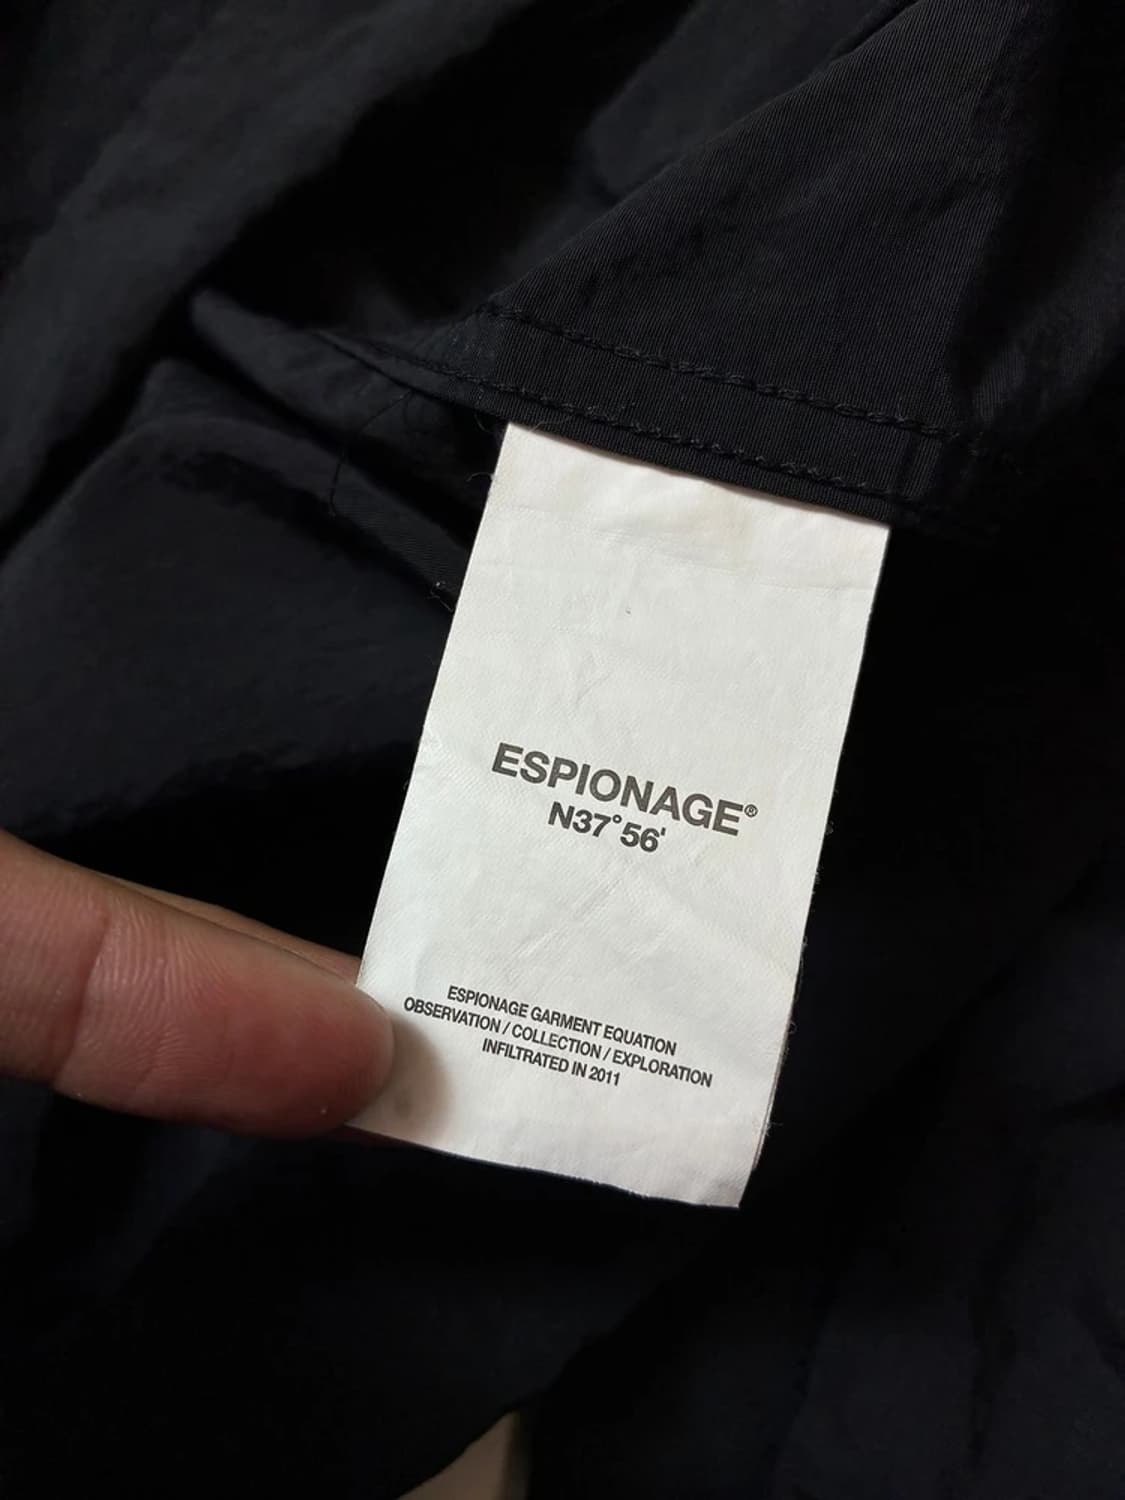 ESPIONAGE®
N37°56'
ESPIONAGE GARMENT EQUATION
OBSERVATION / COLLECTION / EXPLORATION
INFILTRATED IN 2011